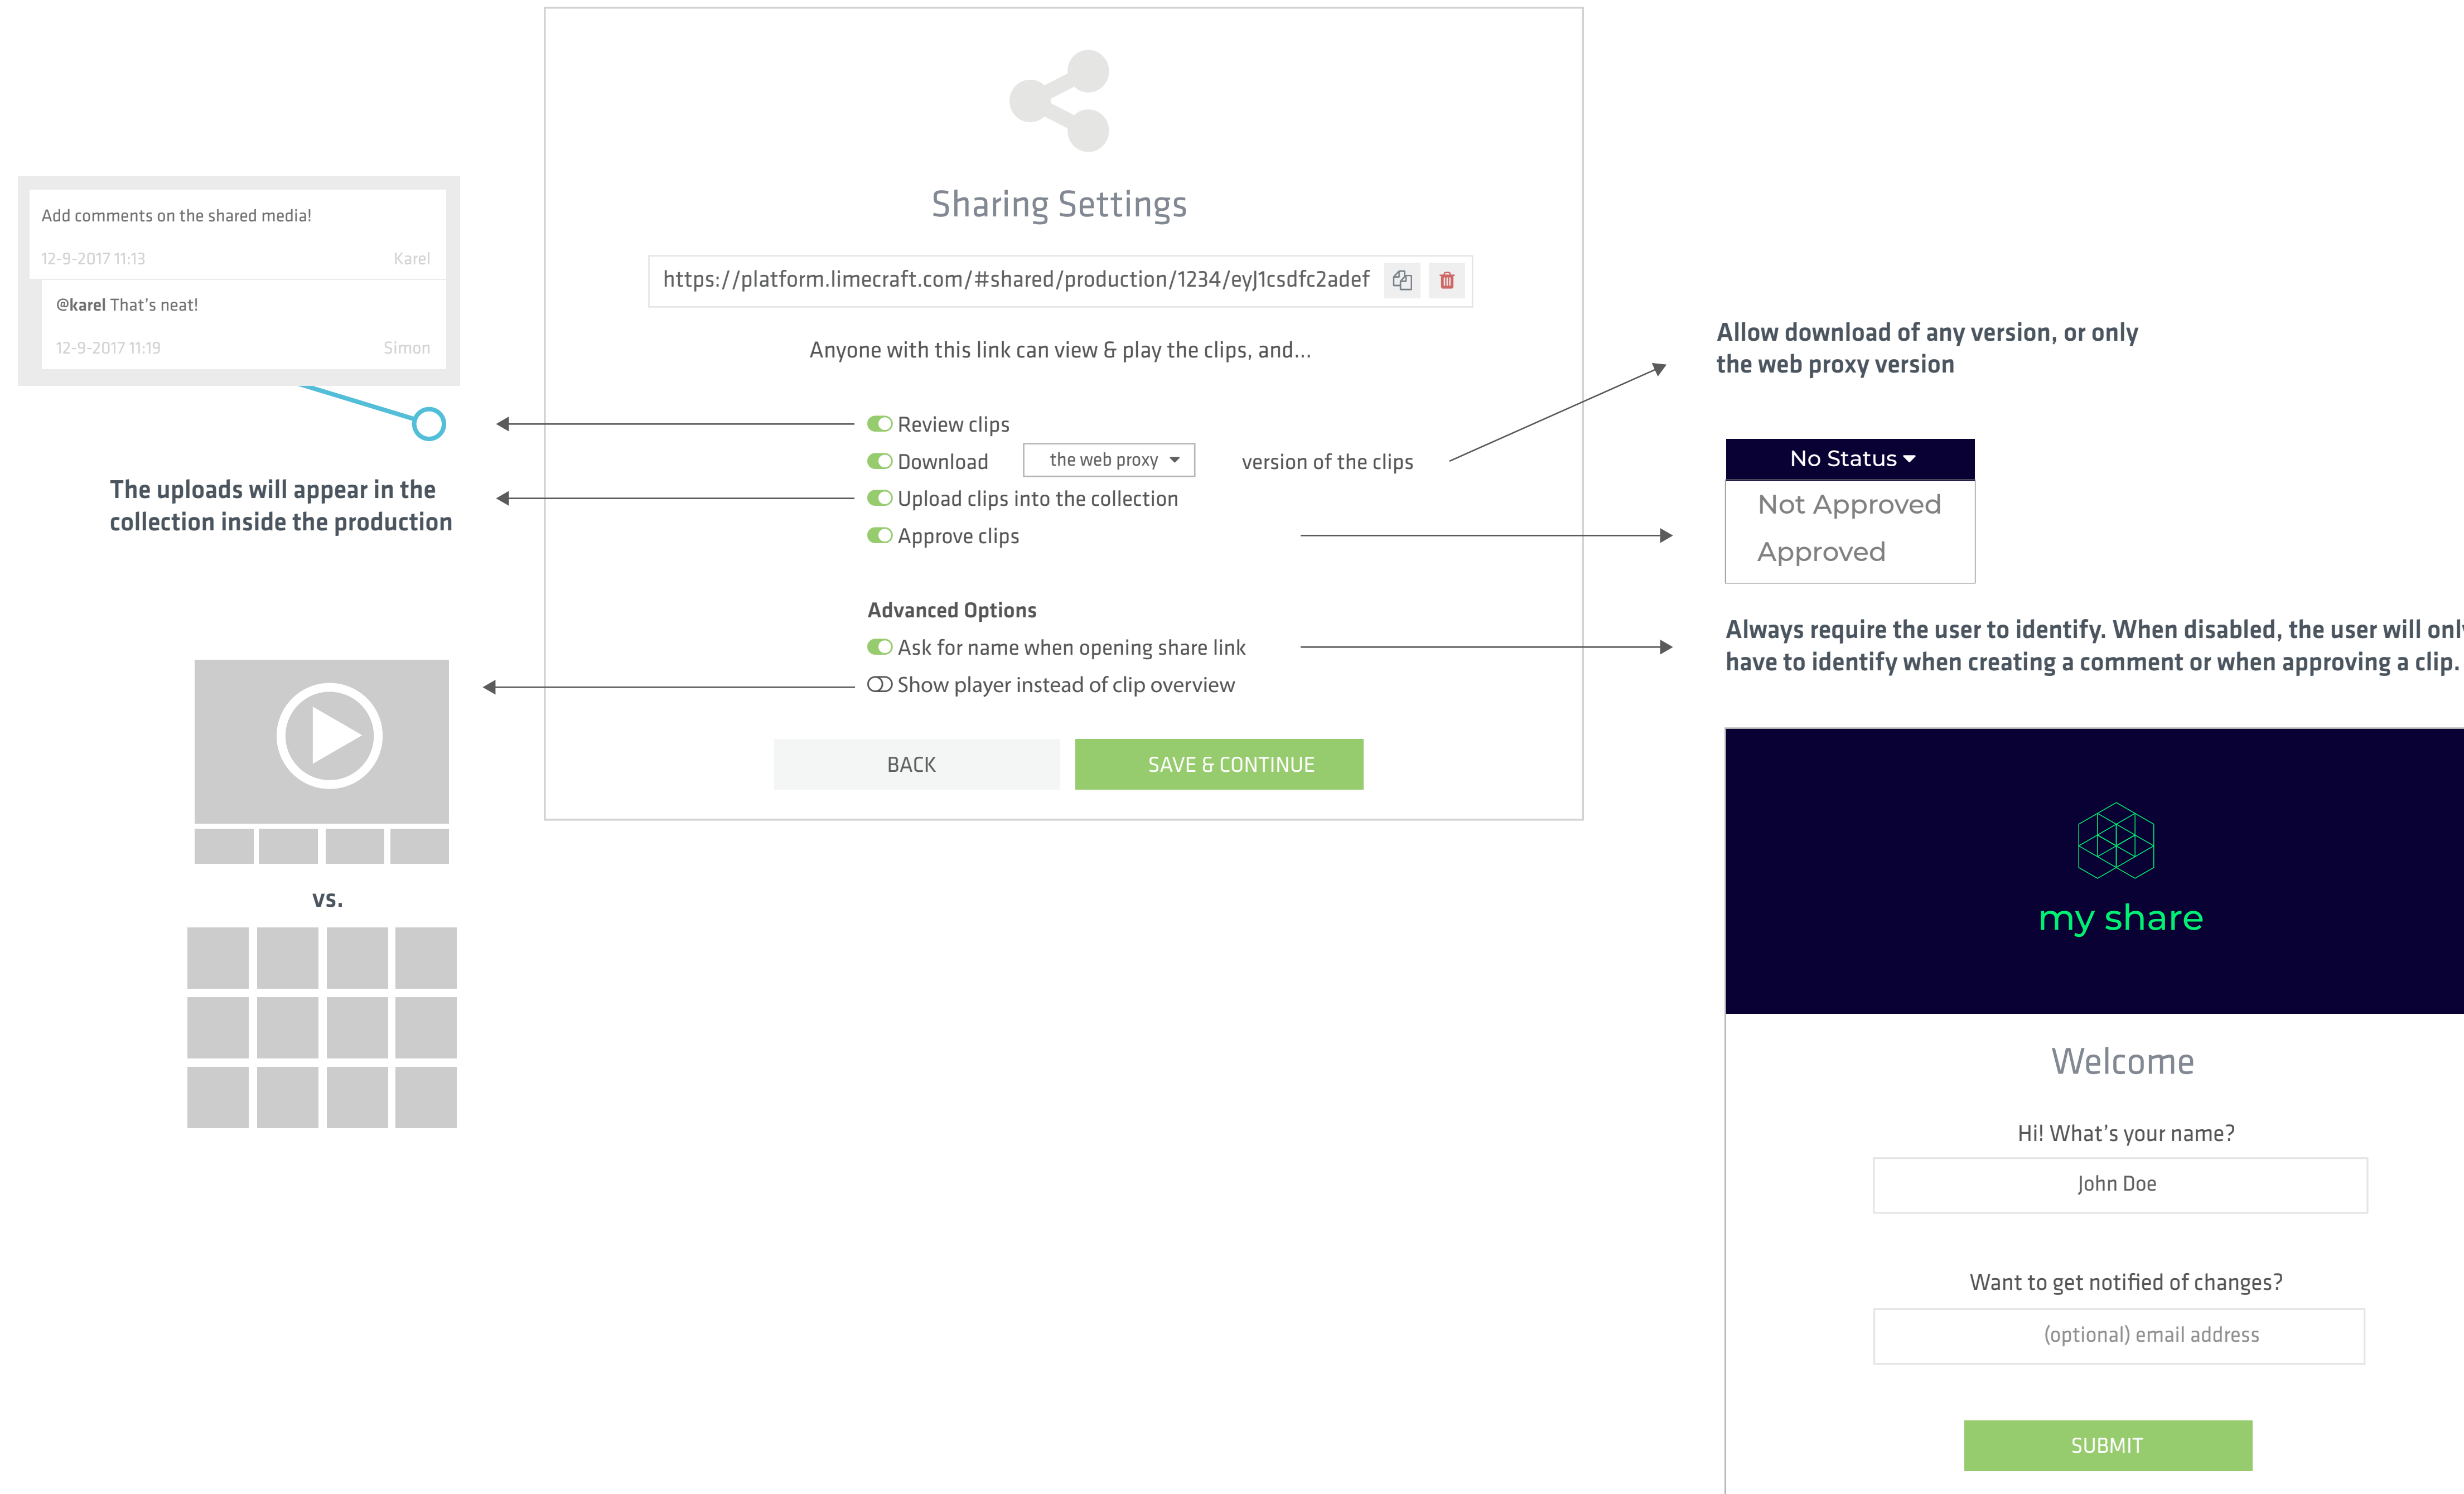 Sharing Settings
https://platform.limecraft.com/#shared/production/1234/eyJ1csdfc2adef
Anyone with this link can view & play the clips, and...
Review clips
Download the web proxy version of the clips
Upload clips into the collection
Approve clips
Advanced Options
Ask for name when opening share link
Show player instead of clip overview
BACK
SAVE & CONTINUE
Add comments on the shared media!
12-9-2017 11:13 Karel
@karel That's neat!
12-9-2017 11:19 Simon
The uploads will appear in the
collection inside the production
vs.
Allow download of any version, or only
the web proxy version
No Status
Not Approved
Approved
Always require the user to identify. When disabled, the user will only
have to identify when creating a comment or when approving a clip.
my share
Welcome
Hi! What's your name?
John Doe
Want to get notified of changes?
(optional) email address
SUBMIT